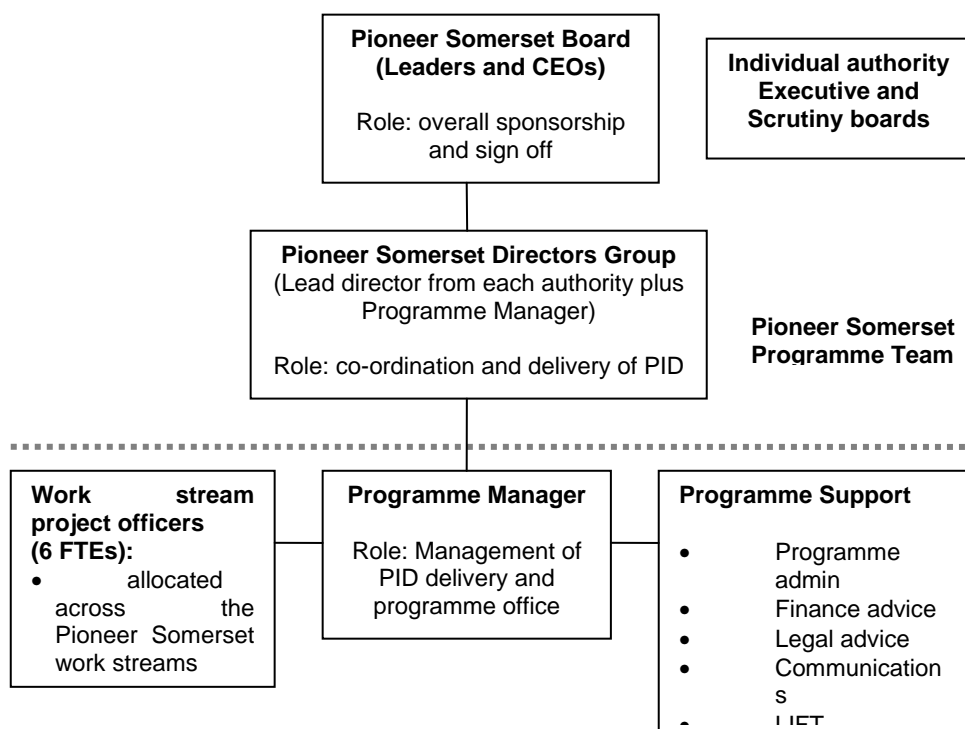 Pioneer Somerset Board
(Leaders and CEOs)
Role: overall sponsorship
and sign off
Individual authority
Executive and
Scrutiny boards
Pioneer Somerset Directors Group
(Lead director from each authority plus
Programme Manager)
Role: co-ordination and delivery of PID
Pioneer Somerset
Programme Team
Work stream
project officers
(6 FTEs):
• allocated
across the
Pioneer Somerset
work streams
Programme Manager
Role: Management of
PID delivery and
programme office
Programme Support
• Programme
admin
• Finance advice
• Legal advice
• Communication
s